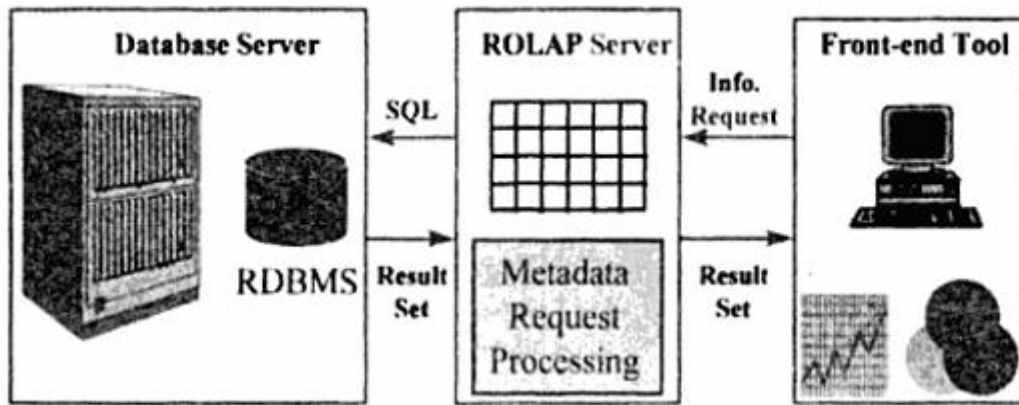 Database Server
RDBMS
SQL
Result
Set
ROLAP Server
Metadata
Request
Processing
Info.
Request
Result
Set
Front-end Tool